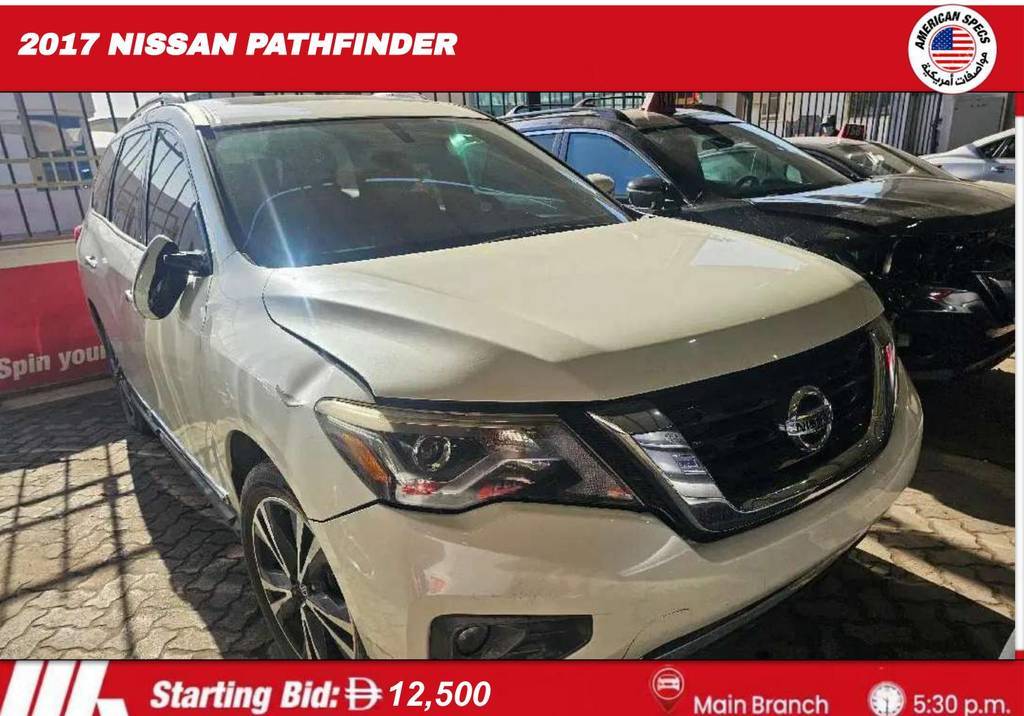 2017 NISSAN PATHFINDER
AMERICAN SPECS
مواصفات أمريكية
Spin your
NISSAN
Starting Bid: 12,500
Main Branch
5:30 p.m.